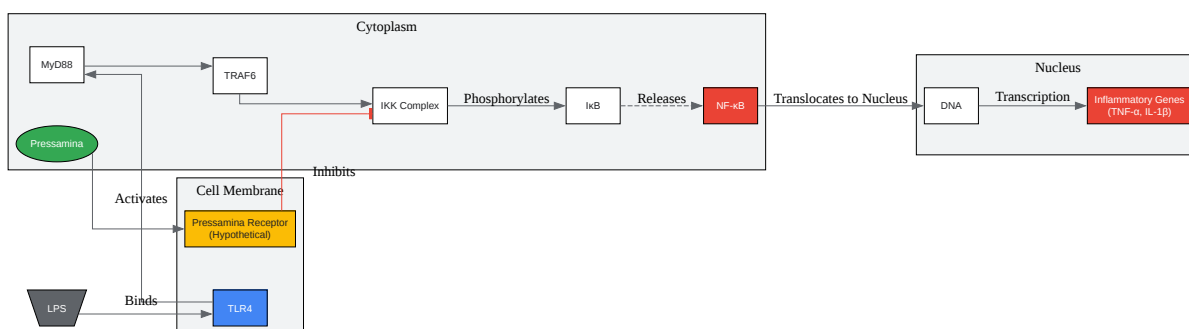 Cytoplasm
MyD88
TRAF6
IKK Complex
Phosphorylates
IκB
Releases
NF-κB
Translocates to Nucleus
Nucleus
DNA
Transcription
Inflammatory Genes
(TNF-α, IL-1β)
Pressamina
Inhibits
Activates
Cell Membrane
Pressamina Receptor
(Hypothetical)
LPS
Binds
TLR4